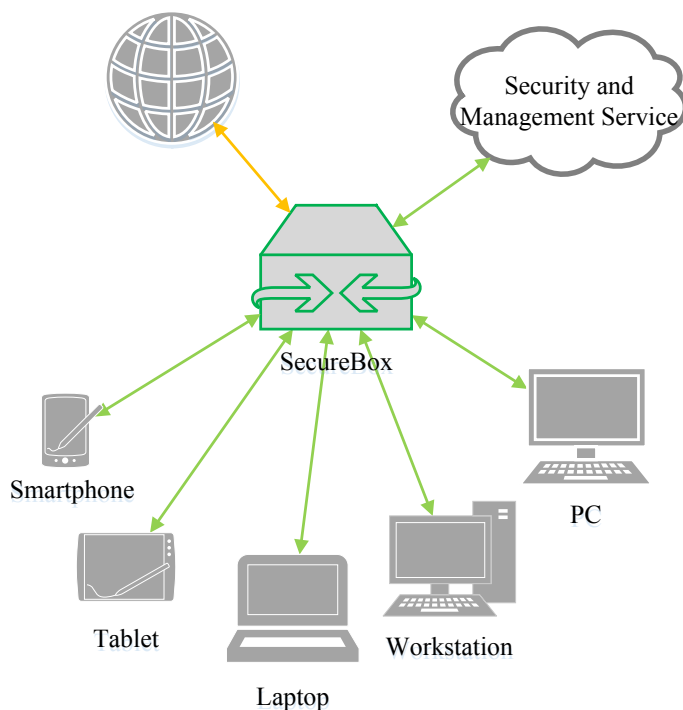 Security and
Management Service
SecureBox
Smartphone
PC
Tablet
Workstation
Laptop